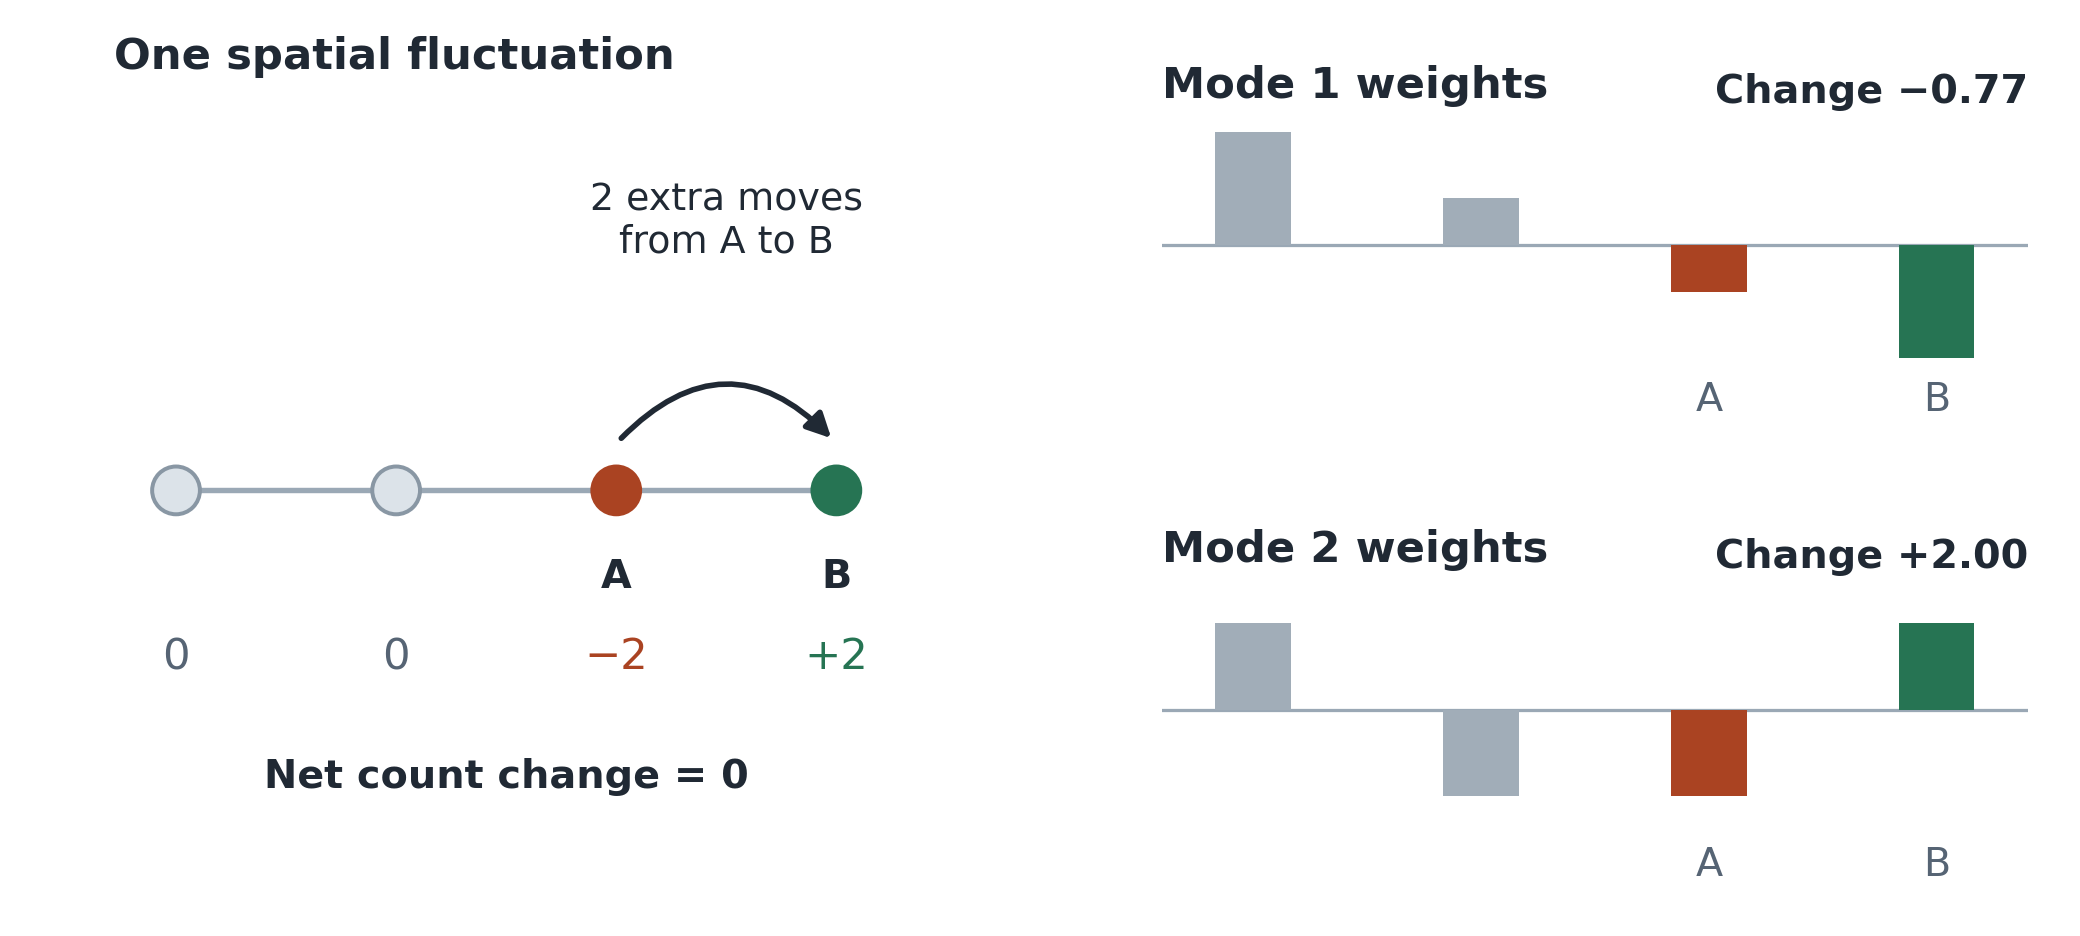 One spatial fluctuation
2 extra moves
from A to B
A B
0 0 −2 +2
Net count change = 0
Mode 1 weights Change −0.77
A B
Mode 2 weights Change +2.00
A B